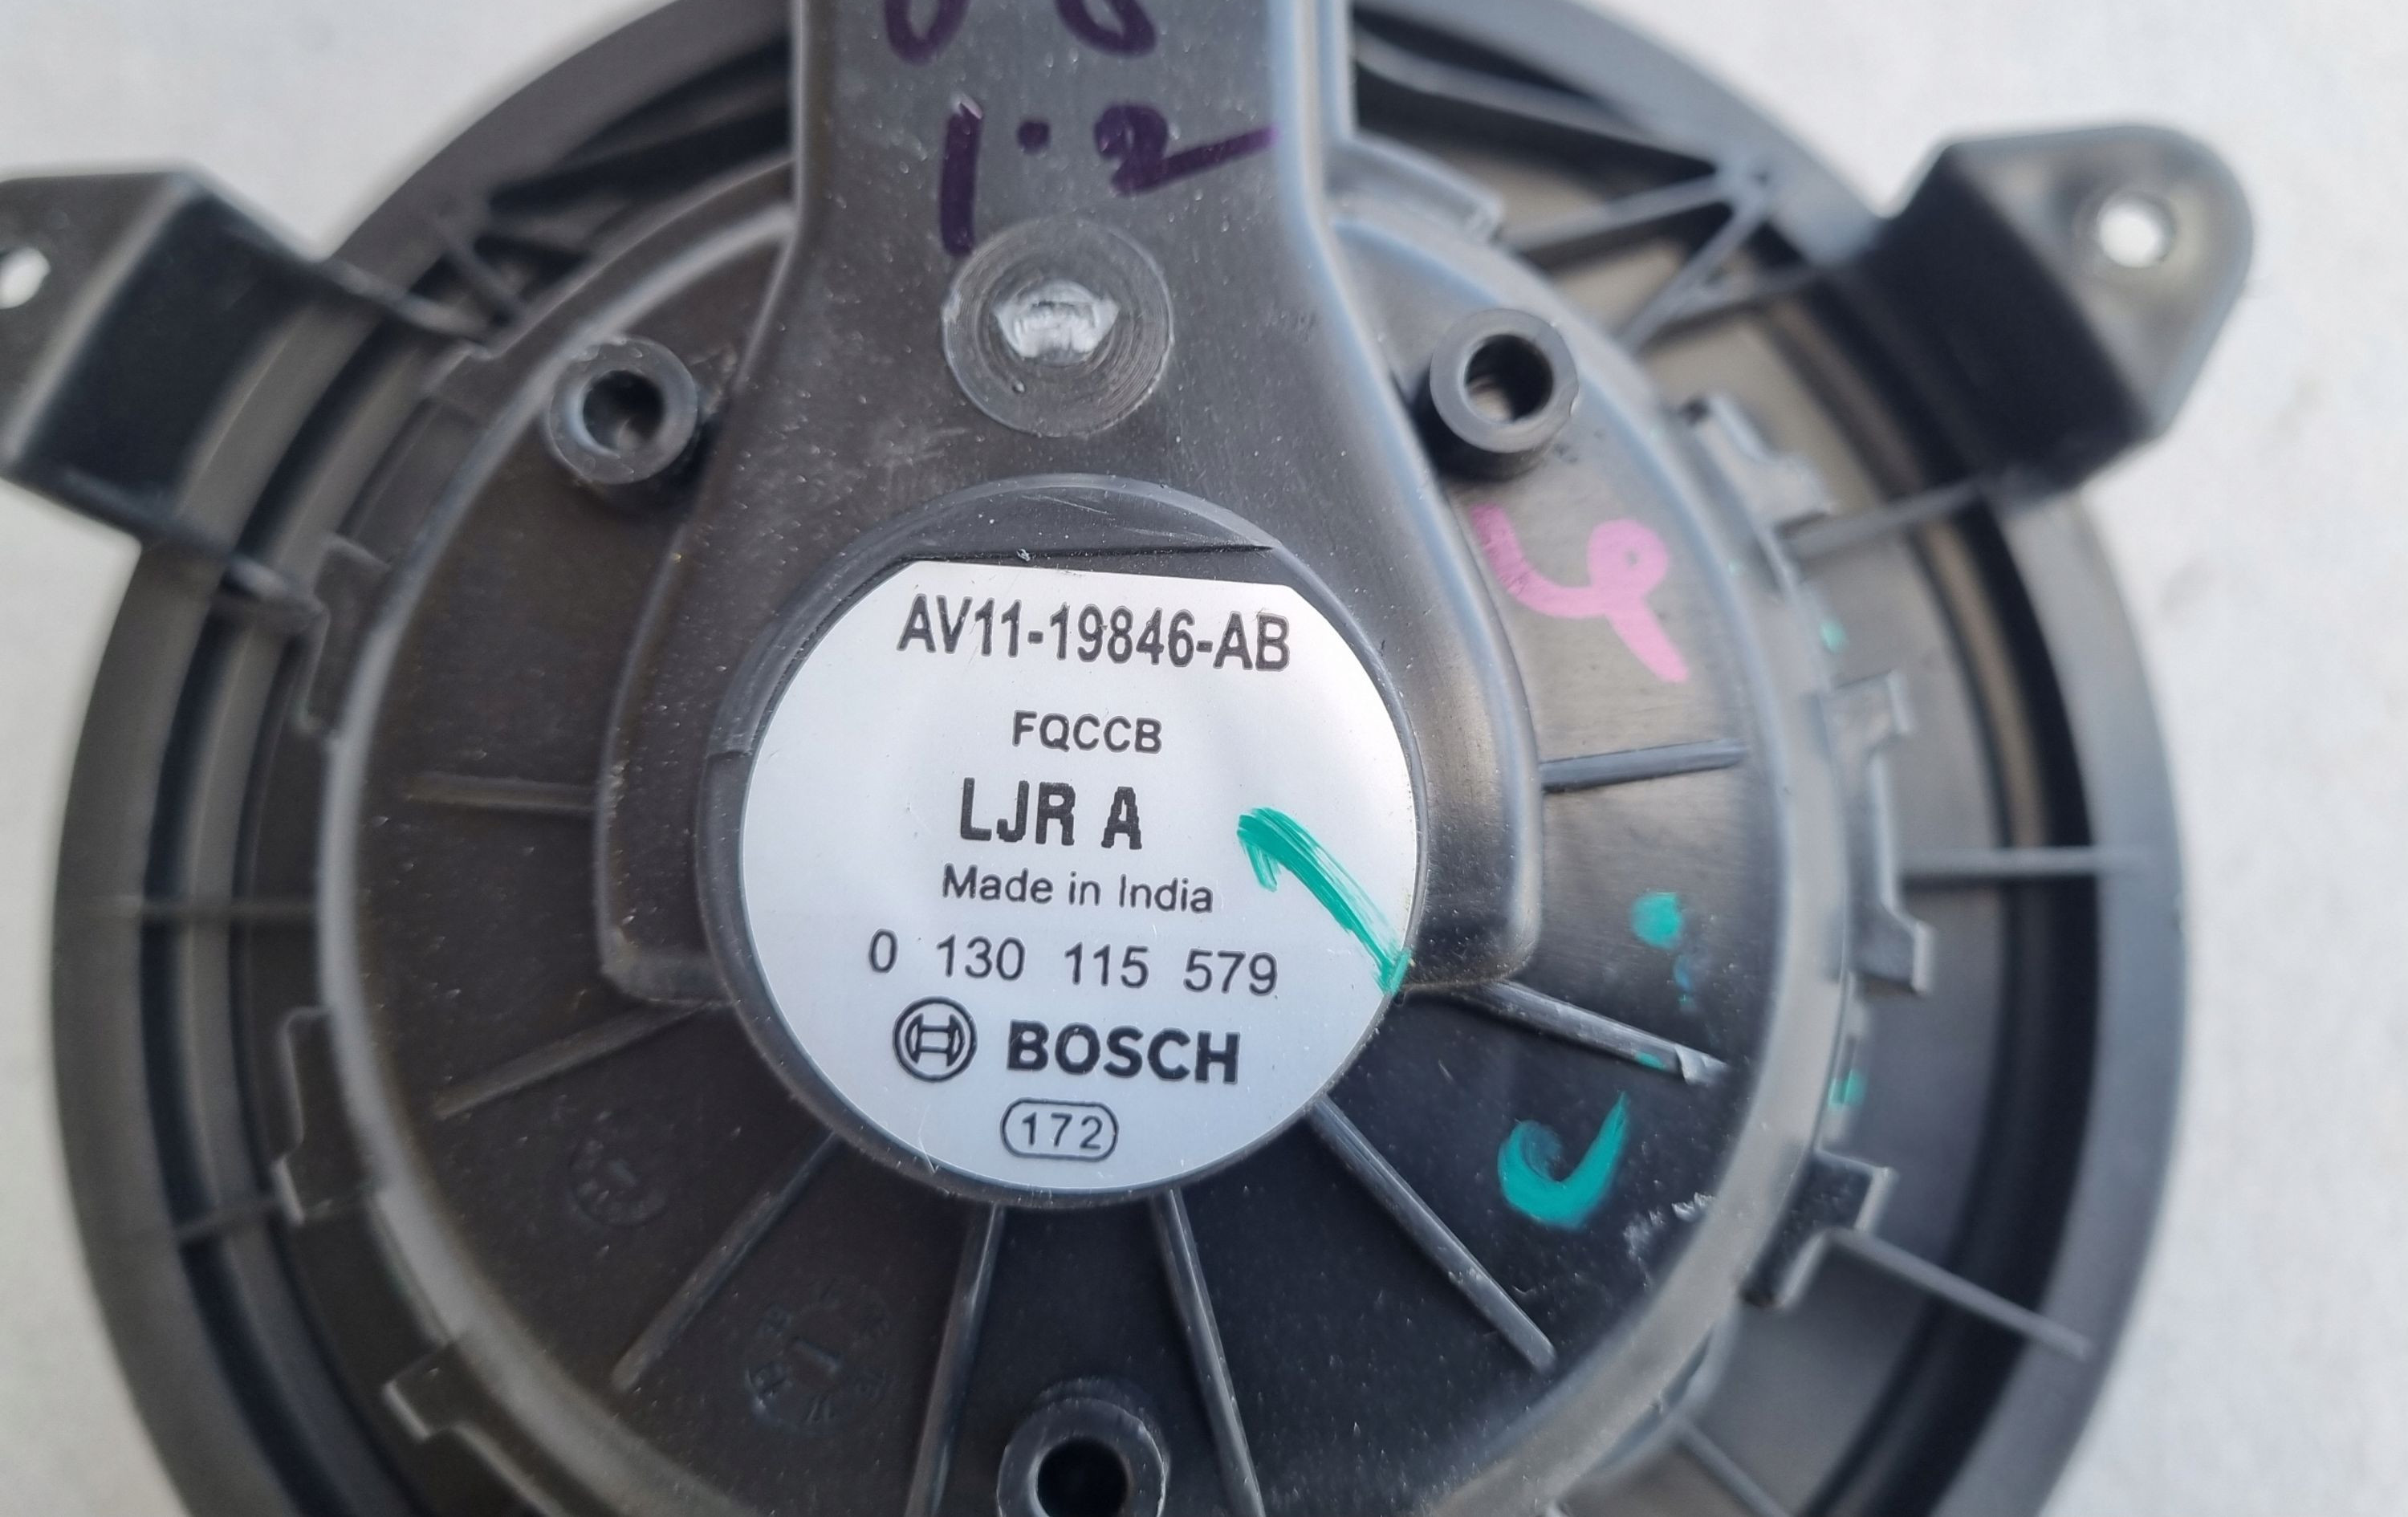 1.2
AV11-19846-AB
FQCCB
LJR A
Made in India
0 130 115 579
BOSCH
172